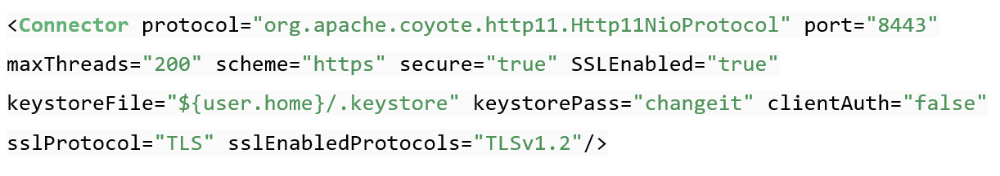 <Connector protocol="org.apache.coyote.http11.Http11NioProtocol" port="8443"
maxThreads="200" scheme="https" secure="true" SSLEnabled="true"
keystoreFile="${user.home}/.keystore" keystorePass="changeit" clientAuth="false"
sslProtocol="TLS" sslEnabledProtocols="TLSv1.2"/>